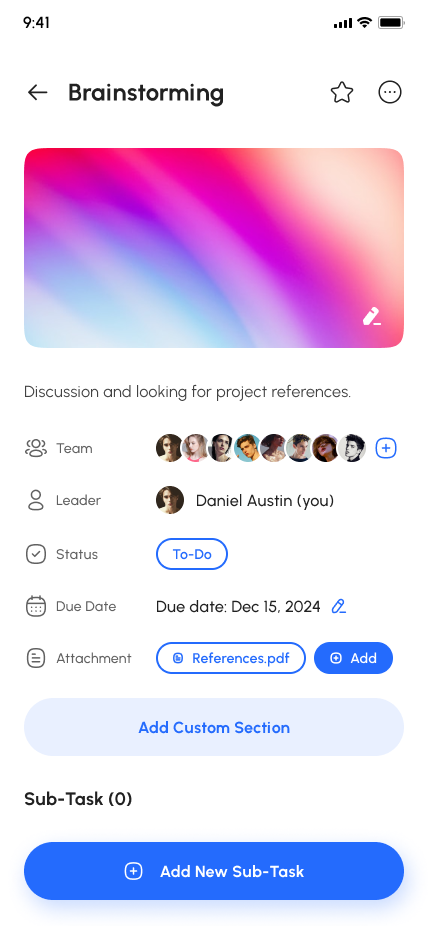 9:41
Brainstorming
Discussion and looking for project references.
Team
Leader Daniel Austin (you)
Status To-Do
Due Date Due date: Dec 15, 2024
Attachment References.pdf Add
Add Custom Section
Sub-Task (0)
Add New Sub-Task